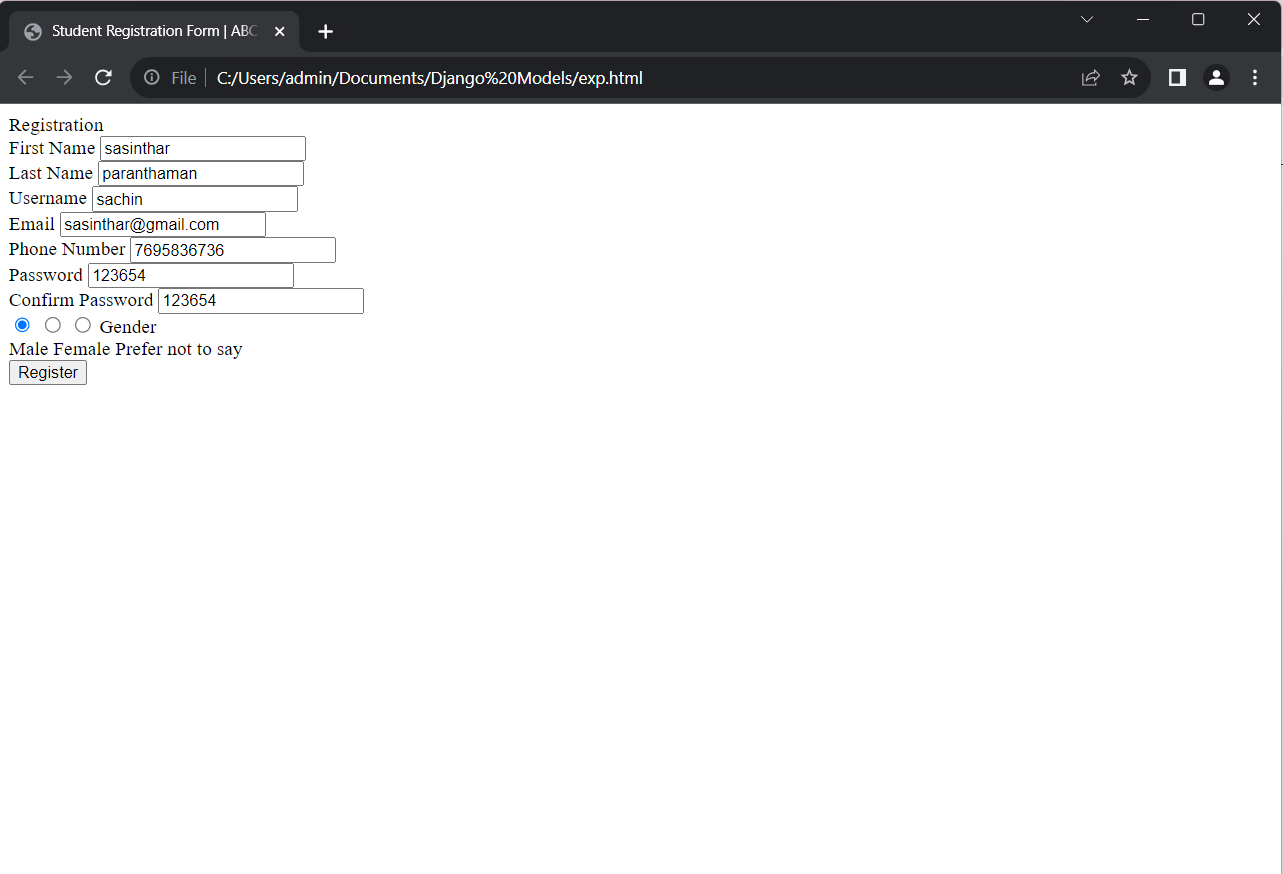 Student Registration Form | ABC
File C:/Users/admin/Documents/Django%20Models/exp.html
Registration
First Name sasinthar
Last Name paranthaman
Username sachin
Email sasinthar@gmail.com
Phone Number 7695836736
Password 123654
Confirm Password 123654
Gender
Male Female Prefer not to say
Register